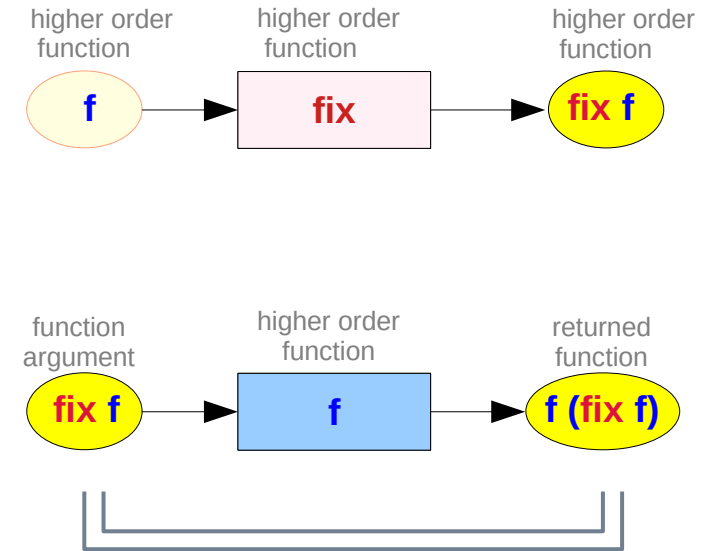 higher order higher order higher order
function function function
f fix fix f
function higher order returned
argument function function
fix f f f (fix f)